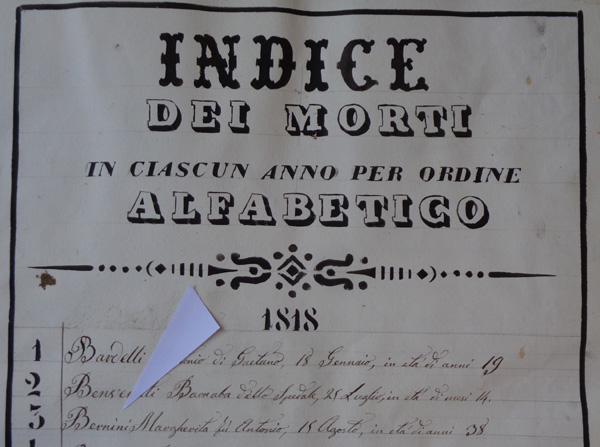 INDICE
DEI MORTI
IN CIASCUN ANNO PER ORDINE
ALFABETICO
1818
1 Bardelli di Gaetano, 18 Gennaio, in età di anni 19
2 Barnaba dello Spedale, 25 Luglio, in età di mesi 14.
3 Bernini Margherita fu Antonio, 18 Agosto, in età di anni 38